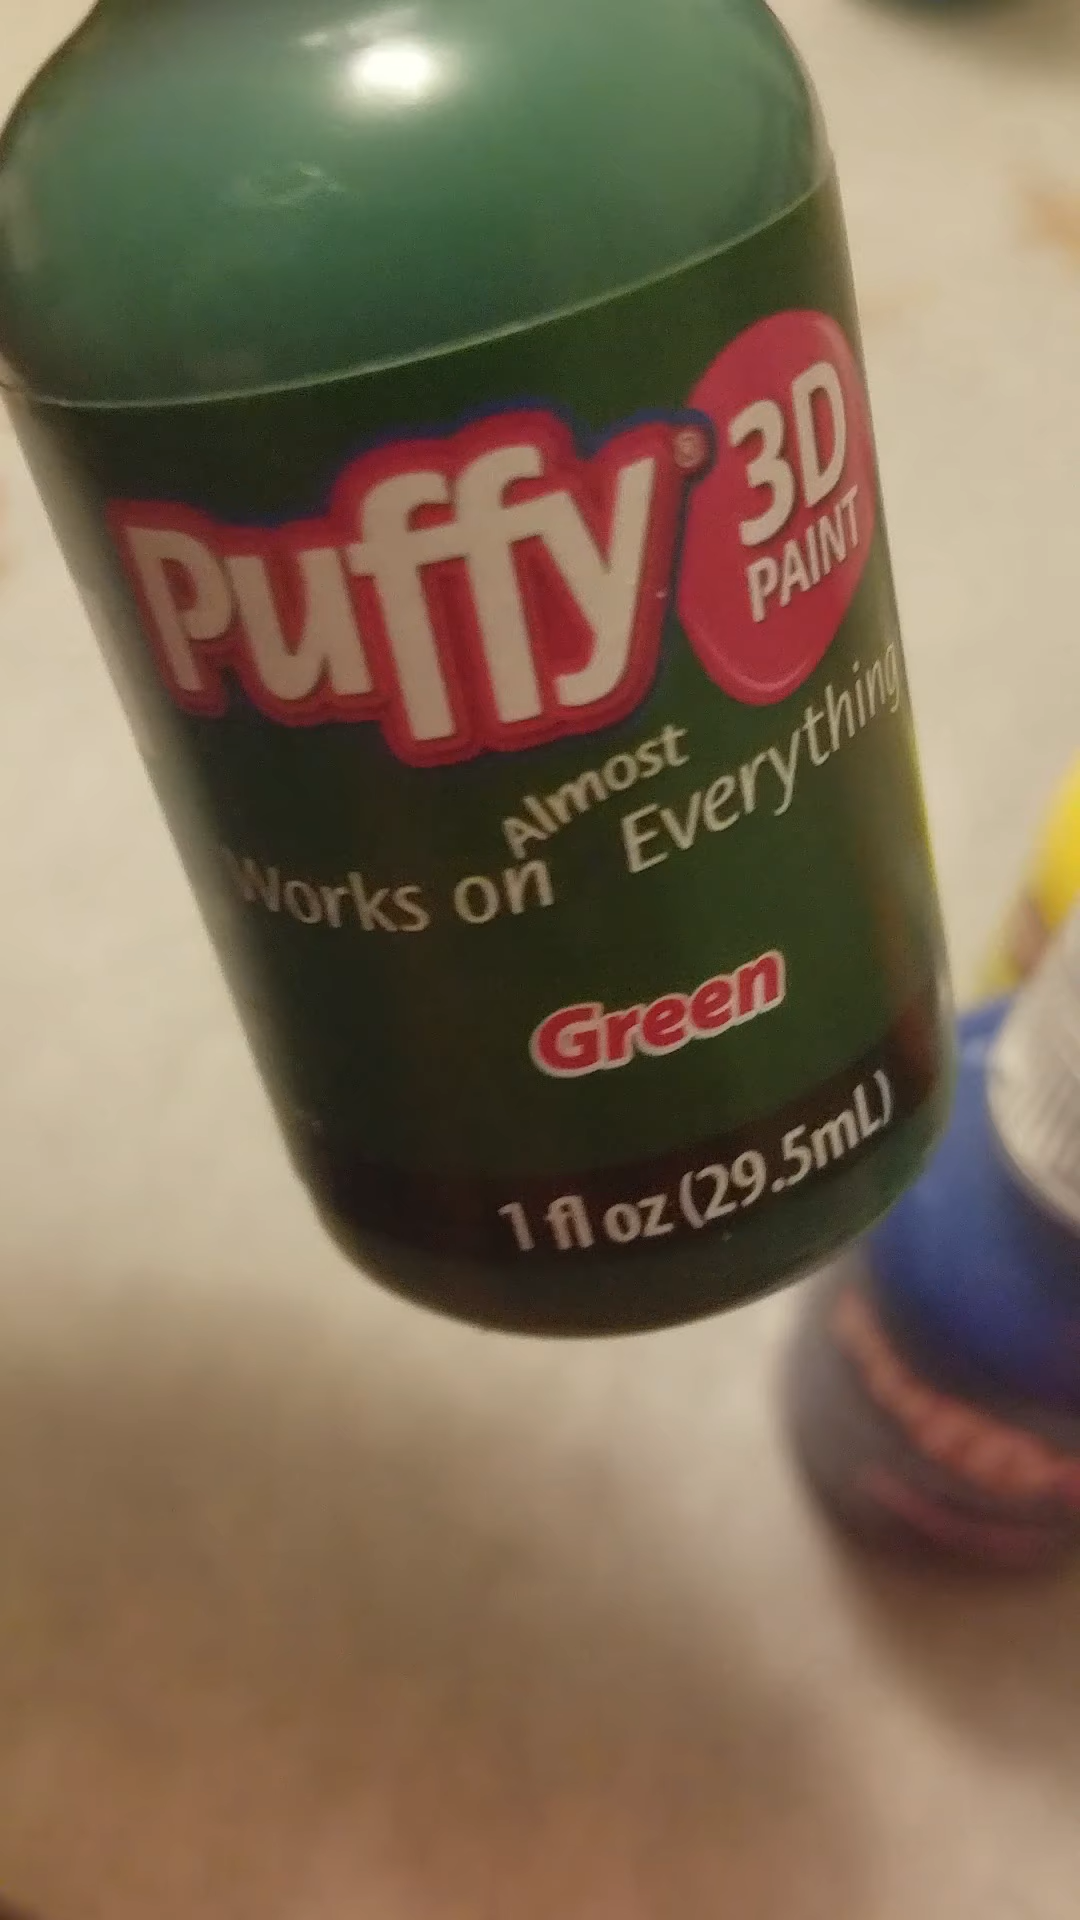 Puffy® 3D
PAINT
Works on Almost Everything
Green
1 fl oz (29.5mL)